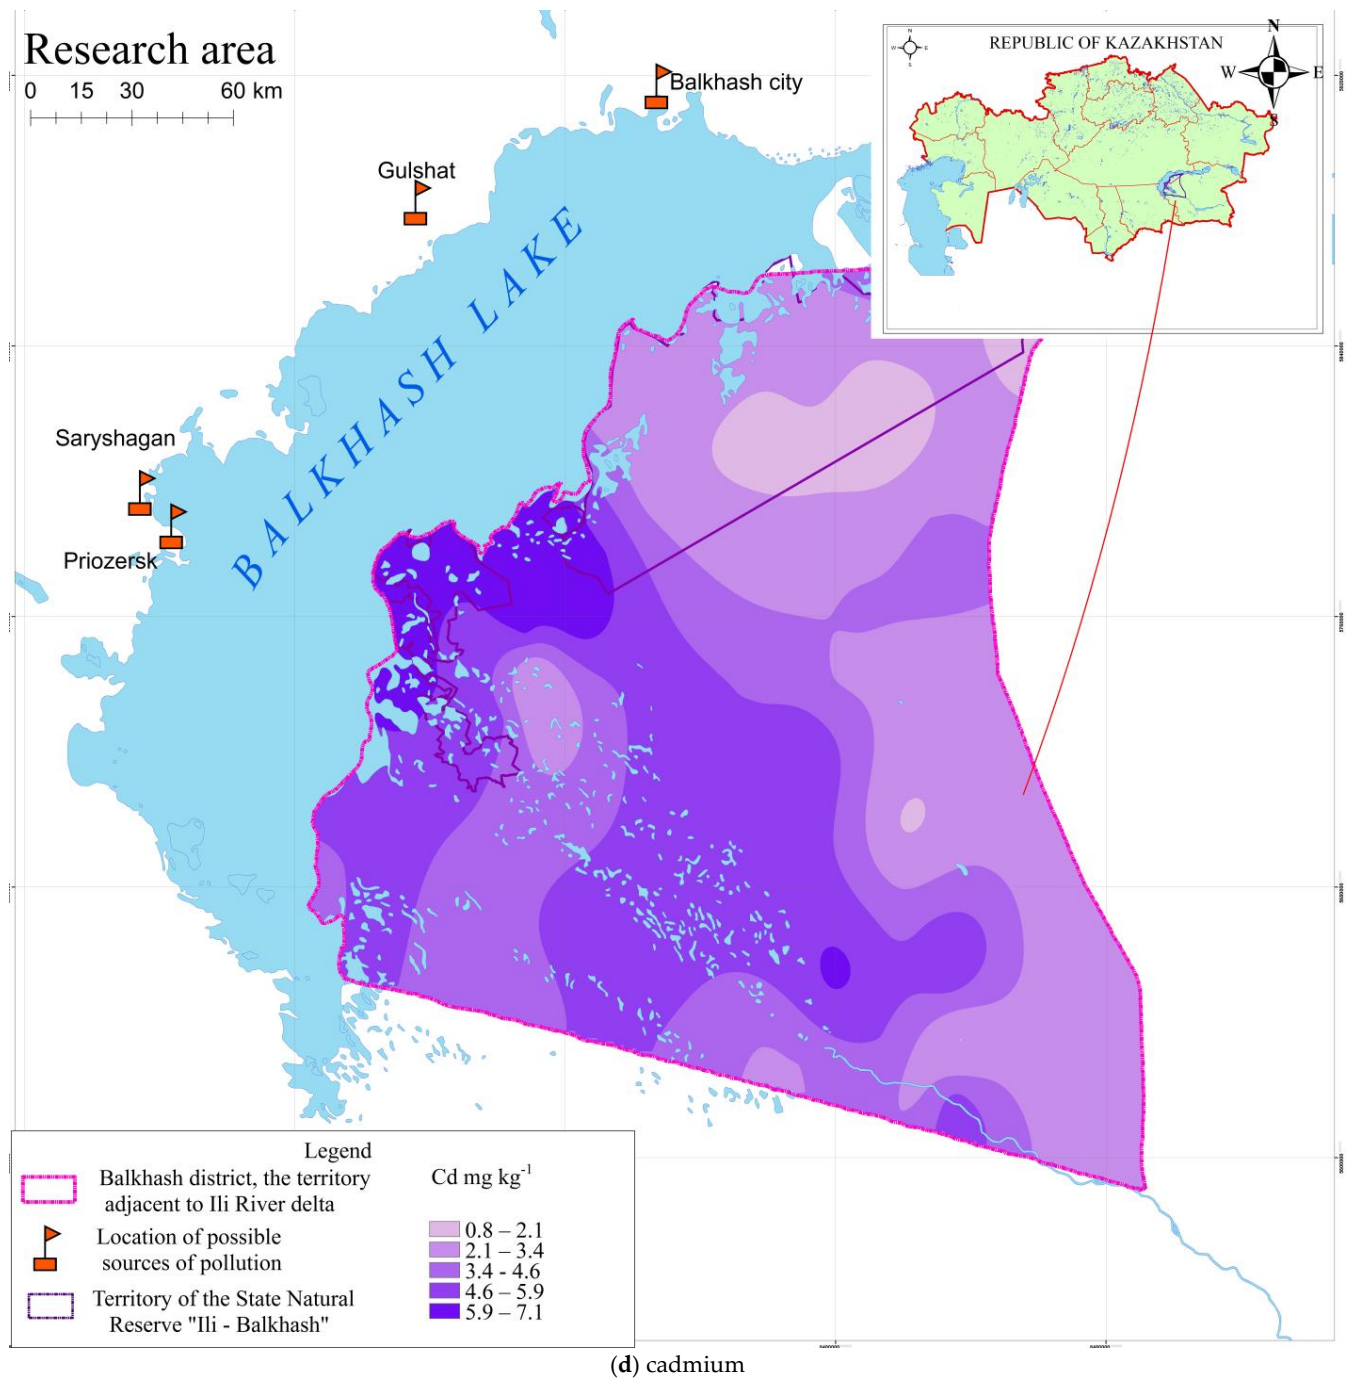 Research area
0 15 30 60 km
Balkhash city
Gulshat
Saryshagan
Priozersk
BALKHASH LAKE
REPUBLIC OF KAZAKHSTAN
N
W E
S
N
W E
S
Legend
Balkhash district, the territory
adjacent to Ili River delta
Location of possible
sources of pollution
Territory of the State Natural
Reserve "Ili - Balkhash"
Cd mg kg-1
0.8 – 2.1
2.1 – 3.4
3.4 - 4.6
4.6 – 5.9
5.9 – 7.1
(d) cadmium